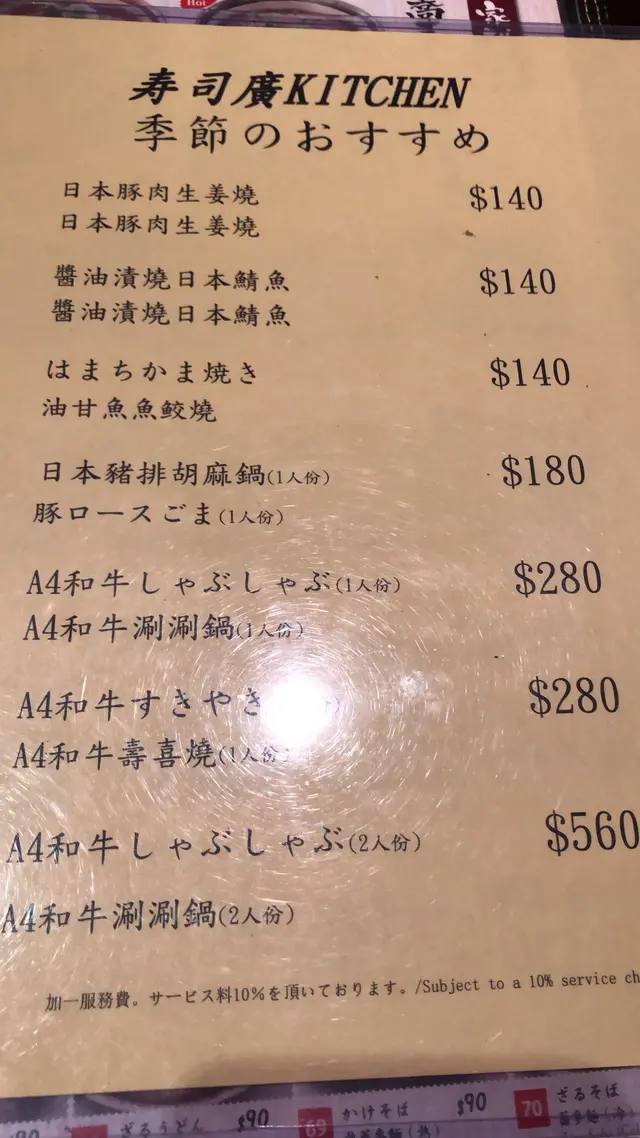 Hot
寿司廣KITCHEN
季節のおすすめ
日本豚肉生姜燒 $140
日本豚肉生姜燒
醬油漬燒日本鯖魚 $140
醬油漬燒日本鯖魚
はまちかま焼き $140
油甘魚魚鮫燒
日本豬排胡麻鍋(1人份) $180
豚ロースごま(1人份)
A4和牛しゃぶしゃぶ(1人份) $280
A4和牛涮涮鍋(1人份)
A4和牛すきやき $280
A4和牛壽喜燒(1人份)
A4和牛しゃぶしゃぶ(2人份) $560
A4和牛涮涮鍋(2人份)
加一服務費。サービス料10%を頂いております。/Subject to a 10% service ch
$90 69 かけそば $90 70 ざるそば
ざるうどん